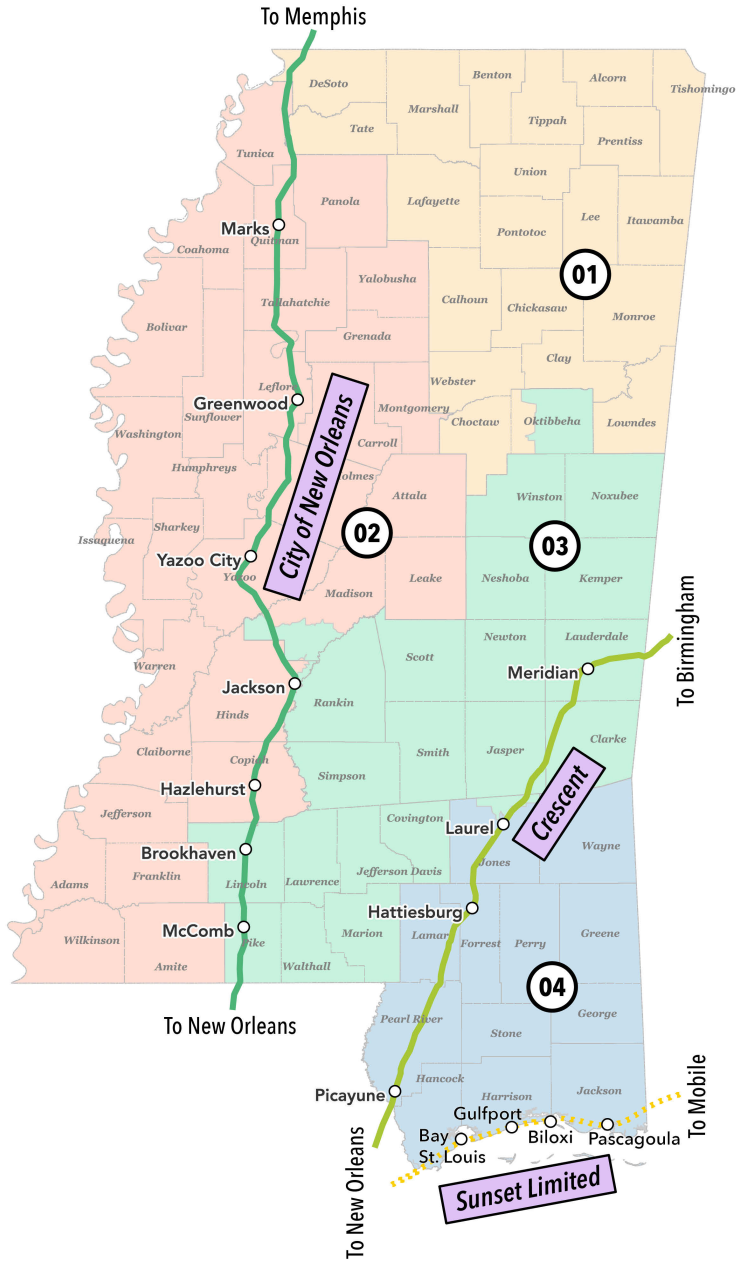 To Memphis
DeSoto
Benton
Alcorn
Tishomingo
Marshall
Tippah
Tate
Prentiss
Tunica
Union
Panola
Lafayette
Lee
Itawamba
Marks
Pontotoc
Quitman
Coahoma
01
Yalobusha
Calhoun
Tallahatchie
Chickasaw
Monroe
Bolivar
Grenada
Clay
Webster
Leflore
Greenwood
Montgomery
Sunflower
Choctaw
Oktibbeha
Lowndes
Washington
Carroll
City of New Orleans
Humphreys
olmes
Attala
Winston
Noxubee
Sharkey
02
03
Issaquena
Yazoo City
Yazoo
Leake
Neshoba
Kemper
Madison
To Birmingham
Newton
Lauderdale
Scott
Warren
Meridian
Jackson
Rankin
Hinds
Clarke
Claiborne
Copiah
Smith
Jasper
Simpson
Hazlehurst
Crescent
Jefferson
Covington
Laurel
Wayne
Brookhaven
Jones
Franklin
Lincoln
Lawrence
Jefferson Davis
Adams
Hattiesburg
McComb
Pike
Marion
Lamar
Forrest
Perry
Greene
Wilkinson
Amite
Walthall
04
To New Orleans
Pearl River
George
Stone
Picayune
Hancock
Harrison
Jackson
To Mobile
Gulfport
Bay
St. Louis
Biloxi
Pascagoula
To New Orleans
Sunset Limited